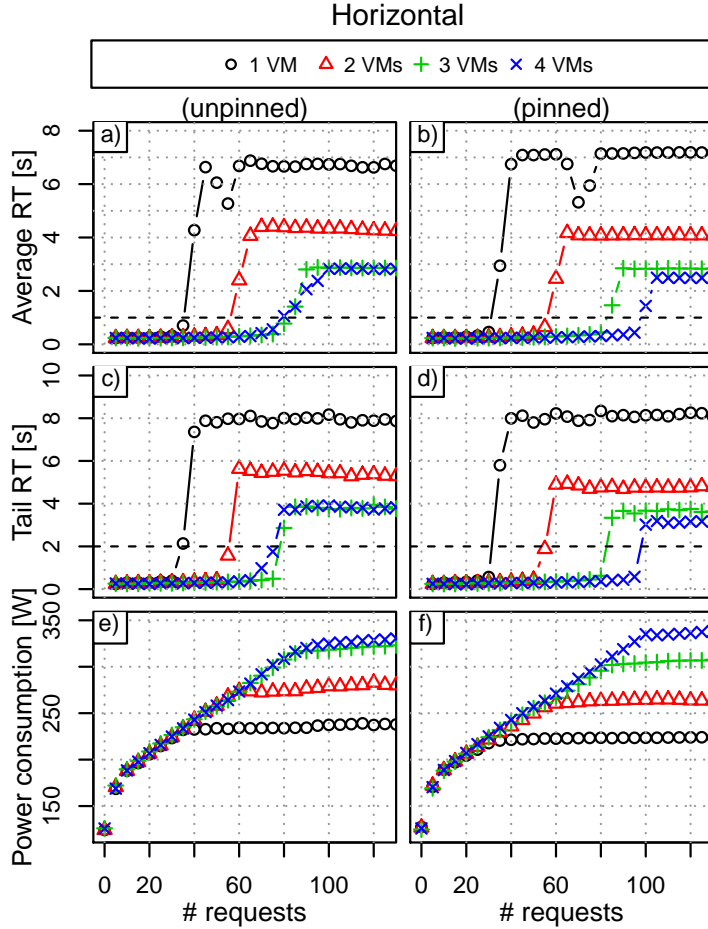 Horizontal
1 VM 2 VMs 3 VMs 4 VMs
(unpinned) (pinned)
a) b)
Average RT [s]
8
6
4
2
0
c) d)
Tail RT [s]
10
8
6
4
2
0
e) f)
Power consumption [W]
350
250
150
0 20 60 100 0 20 60 100
# requests # requests